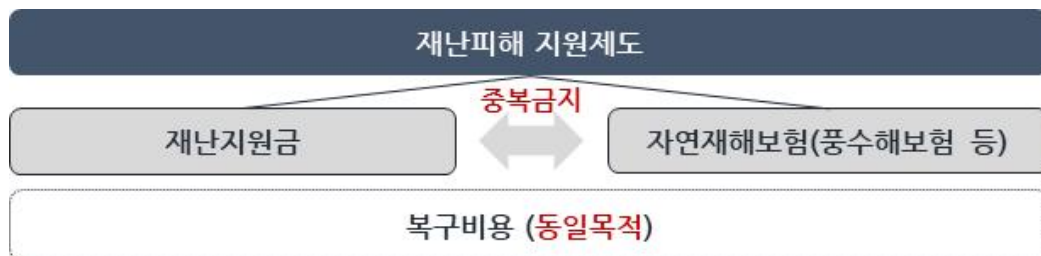 재난피해 지원제도
중복금지
재난지원금
자연재해보험(풍수해보험 등)
복구비용 (동일목적)